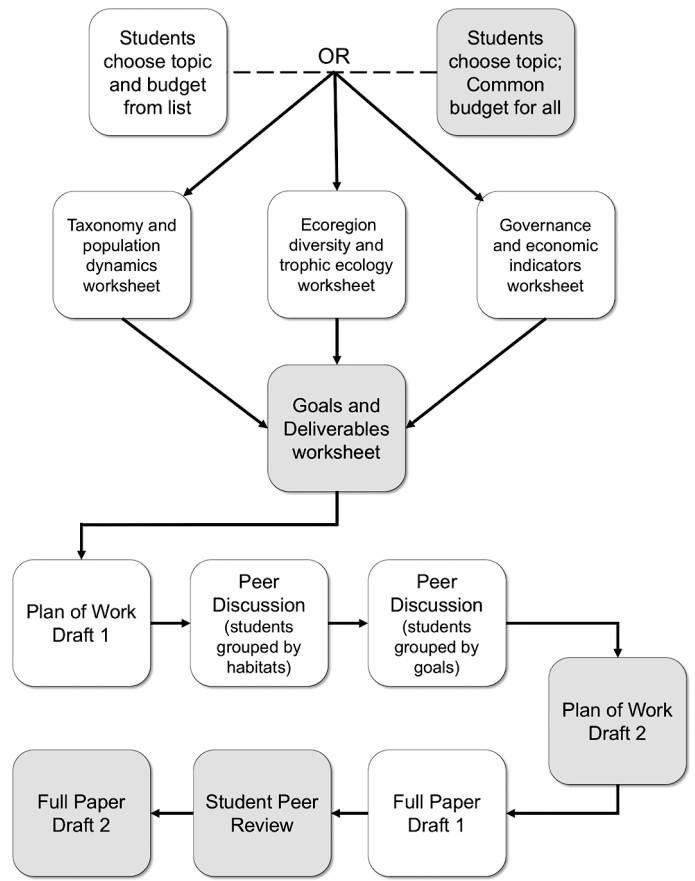 Students
choose topic
and budget
from list
OR
Students
choose topic;
Common
budget for all
Taxonomy and
population
dynamics
worksheet
Ecoregion
diversity and
trophic ecology
worksheet
Governance
and economic
indicators
worksheet
Goals and
Deliverables
worksheet
Plan of Work
Draft 1
Peer
Discussion
(students
grouped by
habitats)
Peer
Discussion
(students
grouped by
goals)
Plan of Work
Draft 2
Full Paper
Draft 2
Student Peer
Review
Full Paper
Draft 1